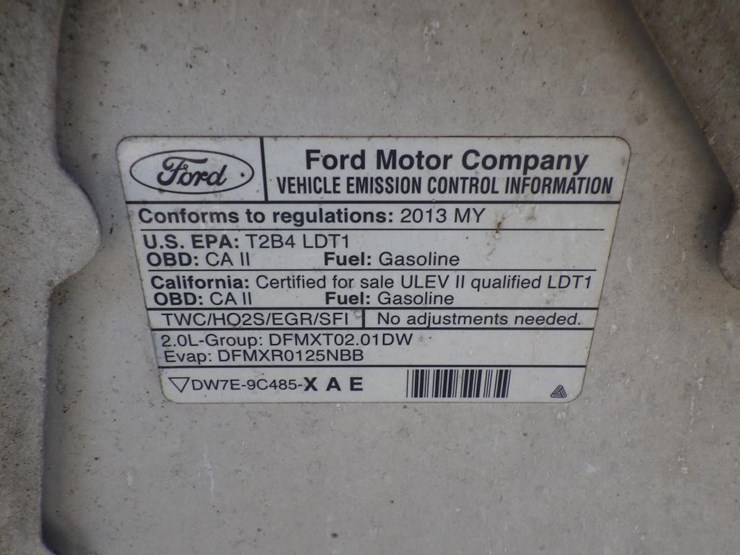 Ford
Ford Motor Company
VEHICLE EMISSION CONTROL INFORMATION
Conforms to regulations: 2013 MY
U.S. EPA: T2B4 LDT1
OBD: CA II Fuel: Gasoline
California: Certified for sale ULEV II qualified LDT1
OBD: CA II Fuel: Gasoline
TWC/HO2S/EGR/SFI No adjustments needed.
2.0L-Group: DFMXT02.01DW
Evap: DFMXR0125NBB
DW7E-9C485-X A E